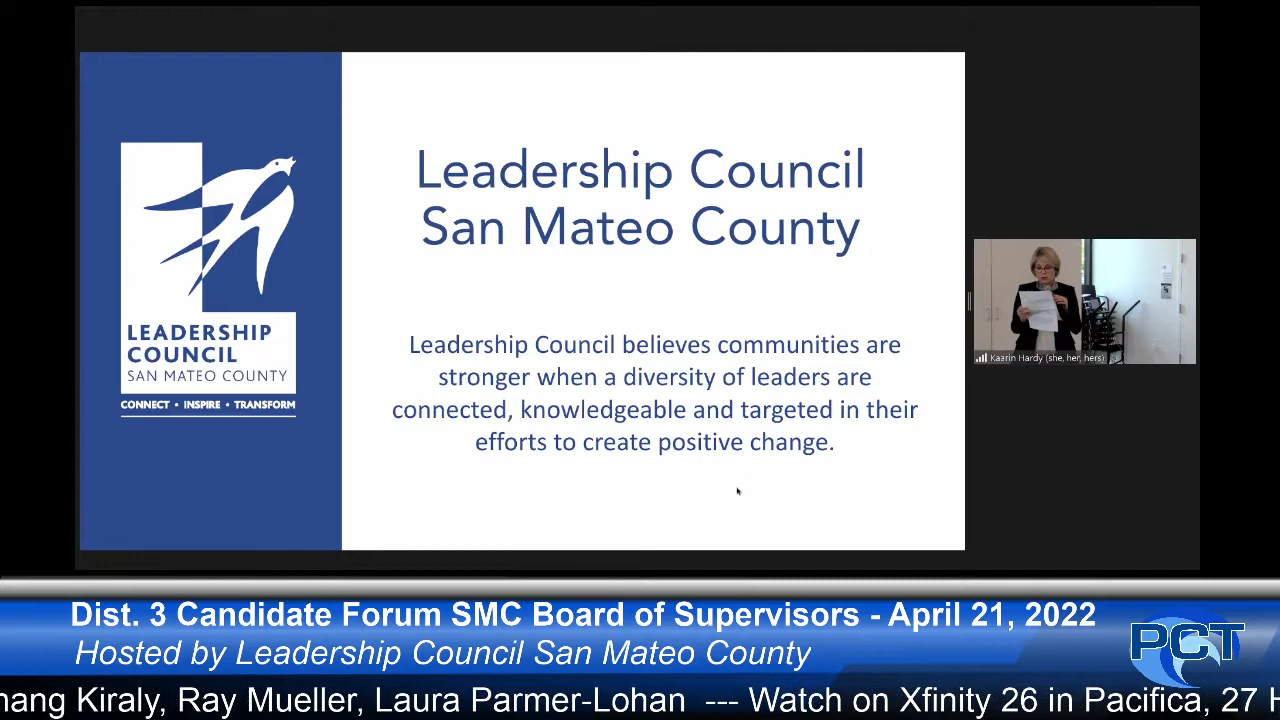 Leadership Council
San Mateo County
LEADERSHIP
COUNCIL
SAN MATEO COUNTY
CONNECT • INSPIRE • TRANSFORM
Leadership Council believes communities are
stronger when a diversity of leaders are
connected, knowledgeable and targeted in their
efforts to create positive change.
Kaarin Hardy (she, her, hers)
Dist. 3 Candidate Forum SMC Board of Supervisors - April 21, 2022
Hosted by Leadership Council San Mateo County
PCT
Kiraly, Ray Mueller, Laura Parmer-Lohan --- Watch on Xfinity 26 in Pacifica, 27